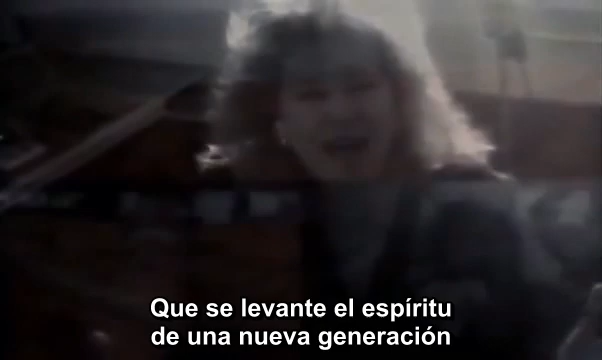 Que se levante el espíritu
de una nueva generación